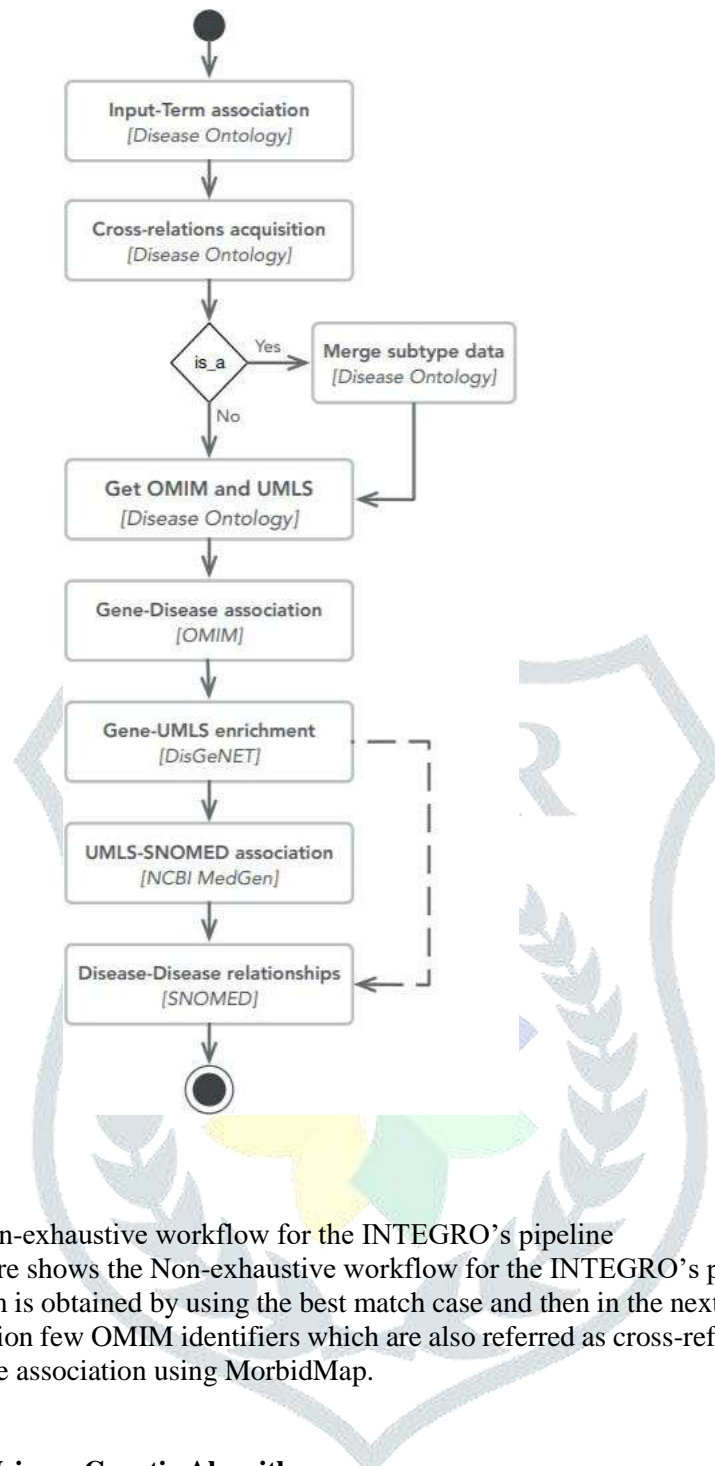 Input-Term association
[Disease Ontology]
Cross-relations acquisition
[Disease Ontology]
is_a
Yes
Merge subtype data
[Disease Ontology]
No
Get OMIM and UMLS
[Disease Ontology]
Gene-Disease association
[OMIM]
Gene-UMLS enrichment
[DisGeNET]
UMLS-SNOMED association
[NCBI MedGen]
Disease-Disease relationships
[SNOMED]
n-exhaustive workflow for the INTEGRO's pipeline
re shows the Non-exhaustive workflow for the INTEGRO's p
is obtained by using the best match case and then in the next
ion few OMIM identifiers which are also referred as cross-ref
e association using MorbidMap.